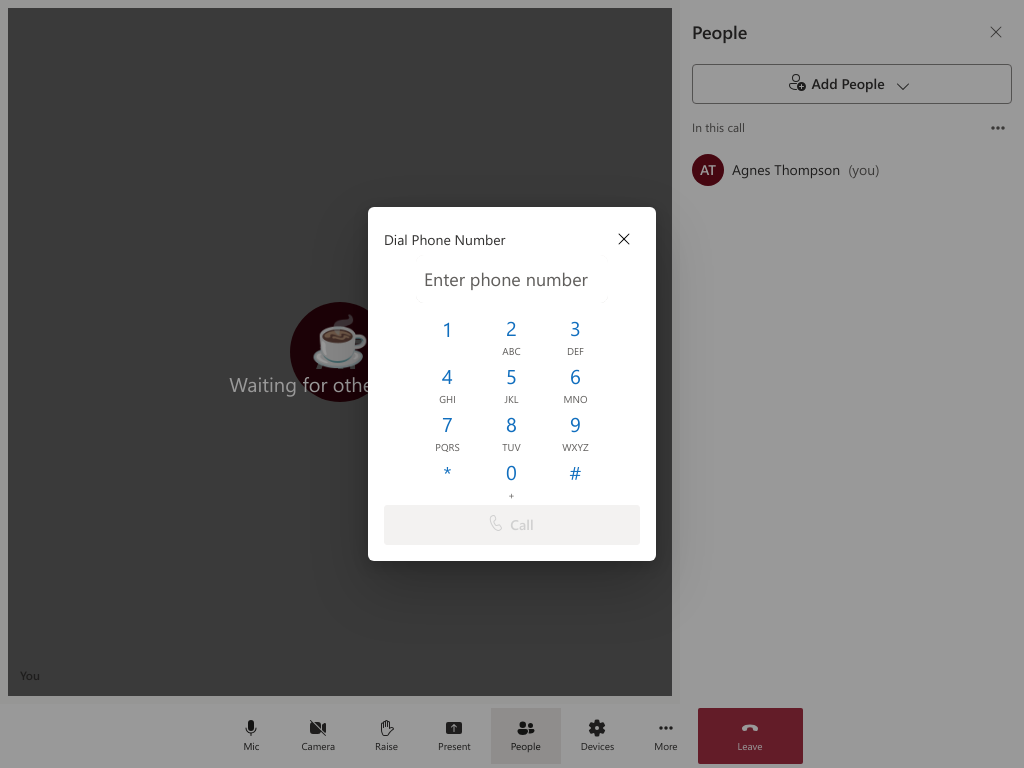 People
Add People
In this call
AT Agnes Thompson (you)
Dial Phone Number
Enter phone number
1 2 3
ABC DEF
4 5 6
GHI JKL MNO
7 8 9
PQRS TUV WXYZ
* 0 #
+
Call
Waiting for othe
You
Mic Camera Raise Present People Devices More Leave